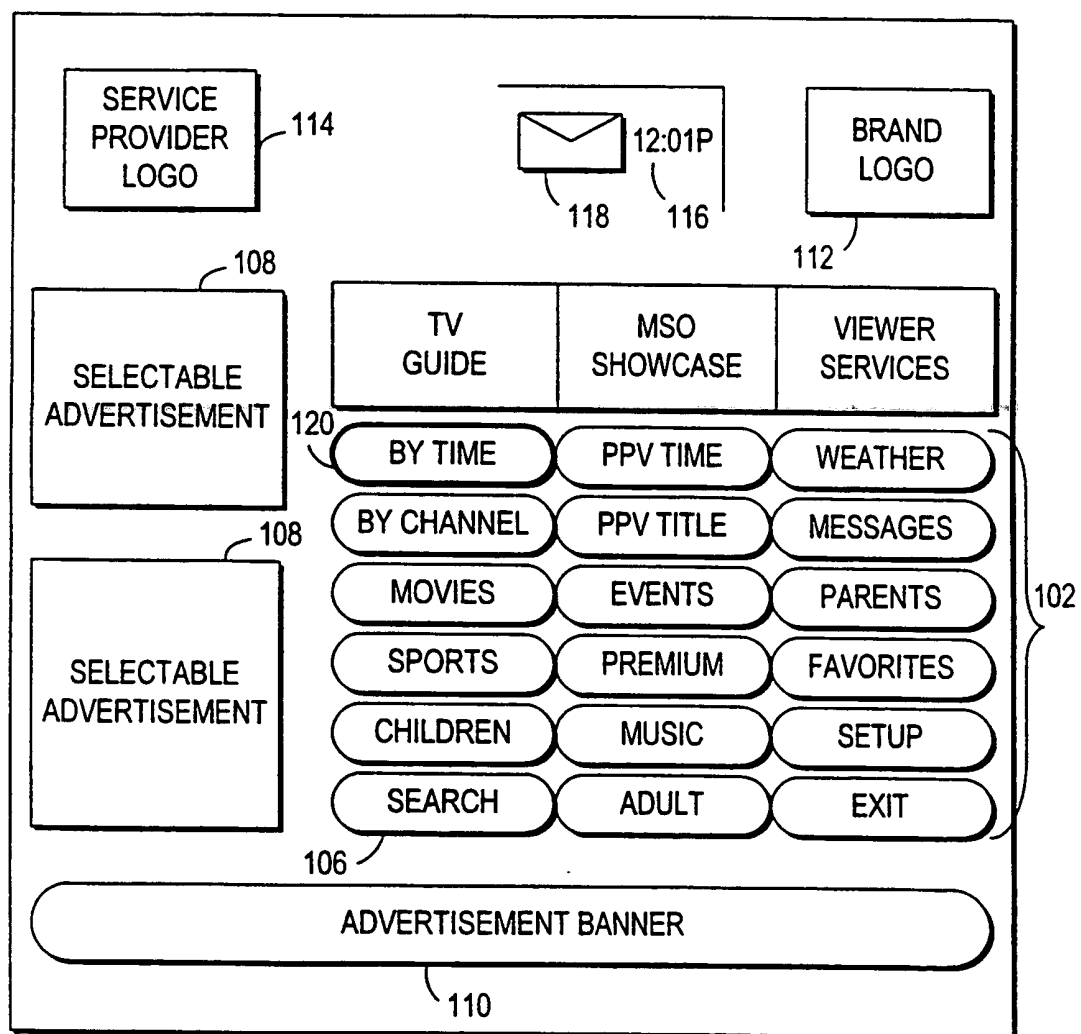 SERVICE
PROVIDER
LOGO
114
12:01P
118
116
BRAND
LOGO
112
108
SELECTABLE
ADVERTISEMENT
TV
GUIDE
MSO
SHOWCASE
VIEWER
SERVICES
120
BY TIME
PPV TIME
WEATHER
BY CHANNEL
PPV TITLE
MESSAGES
108
MOVIES
EVENTS
PARENTS
102
SELECTABLE
ADVERTISEMENT
SPORTS
PREMIUM
FAVORITES
CHILDREN
MUSIC
SETUP
SEARCH
ADULT
EXIT
106
ADVERTISEMENT BANNER
110